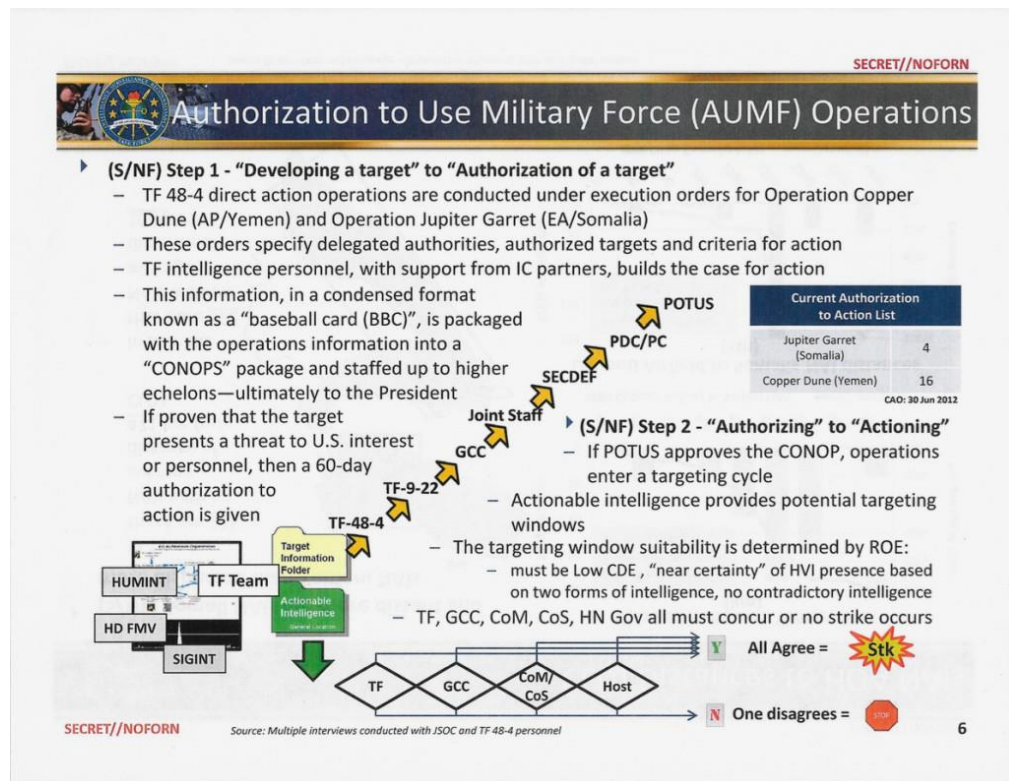 SECRET//NOFORN
Authorization to Use Military Force (AUMF) Operations
(S/NF) Step 1 - “Developing a target” to “Authorization of a target”
– TF 48-4 direct action operations are conducted under execution orders for Operation Copper
Dune (AP/Yemen) and Operation Jupiter Garret (EA/Somalia)
– These orders specify delegated authorities, authorized targets and criteria for action
– TF intelligence personnel, with support from IC partners, builds the case for action
– This information, in a condensed format
known as a “baseball card (BBC)”, is packaged
with the operations information into a
“CONOPS” package and staffed up to higher
echelons—ultimately to the President
– If proven that the target
presents a threat to U.S. interest
or personnel, then a 60-day
authorization to
action is given
POTUS
PDC/PC
SECDEF
Joint Staff
GCC
TF-9-22
TF-48-4
Current Authorization
to Action List
Jupiter Garret
(Somalia)
4
Copper Dune (Yemen)
16
CAO: 30 Jun 2012
(S/NF) Step 2 - “Authorizing” to “Actioning”
– If POTUS approves the CONOP, operations
enter a targeting cycle
– Actionable intelligence provides potential targeting
windows
– The targeting window suitability is determined by ROE:
– must be Low CDE , “near certainty” of HVI presence based
on two forms of intelligence, no contradictory intelligence
– TF, GCC, CoM, CoS, HN Gov all must concur or no strike occurs
HUMINT
TF Team
HD FMV
SIGINT
Target
Information
Folder
Actionable
Intelligence
TF
GCC
CoM/
CoS
Host
Y
All Agree =
Stk
N
One disagrees =
STOP
SECRET//NOFORN
Source: Multiple interviews conducted with JSOC and TF 48-4 personnel
6